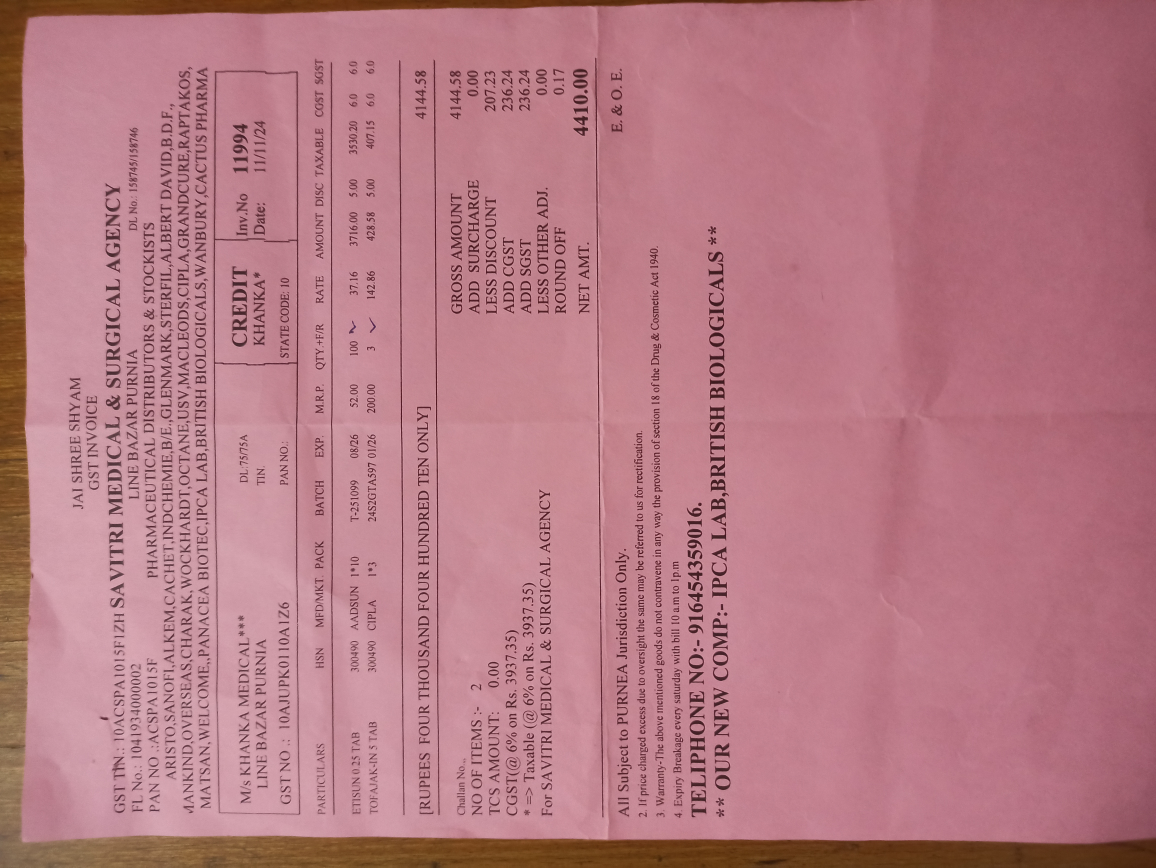 JAI SHREE SHYAM
GST INVOICE
GST TIN.: 10ACSPA1015F1ZH SAVITRI MEDICAL & SURGICAL AGENCY
FL No.: 10419340000002 LINE BAZAR PURNIA DL No.: 158745/158746
PAN NO .:ACSPA1015F PHARMACEUTICAL DISTRIBUTORS & STOCKISTS
ARISTO,SANOFI,ALKEM,CACHET,INDCHEMIE,B/E.,GLENMARK,STERFIL,ALBERT DAVID,B.D.F.,
MANKIND,OVERSEAS,CHARAK,WOCKHARDT,OCTANE,USV,MACLEODS,CIPLA,GRANDCURE,RAPTAKOS,
MATSAN,WELCOME,,PANACEA BIOTEC,IPCA LAB,BRITISH BIOLOGICALS,WANBURY,CACTUS PHARMA
M/s KHANKA MEDICAL*** DL:75/75A CREDIT Inv.No 11994
LINE BAZAR PURNIA TIN. KHANKA* Date: 11/11/24
GST NO .: 10AJUPK0110A1Z6 PAN NO.: STATE CODE: 10
PARTICULARS HSN MFD/MKT. PACK BATCH EXP. M.R.P. QTY.+F/R RATE AMOUNT DISC TAXABLE CGST SGST
ETISUN 0.25 TAB 300490 AADSUN 1*10 T-251099 08/26 52.00 100 37.16 3716.00 5.00 3530.20 6.0 6.0
TOFAJAK-IN 5 TAB 300490 CIPLA 1*3 24S2GTA597 01/26 200.00 3 142.86 428.58 5.00 407.15 6.0 6.0
[RUPEES FOUR THOUSAND FOUR HUNDRED TEN ONLY] 4144.58
Challan No...
GROSS AMOUNT 4144.58
NO OF ITEMS :- 2 ADD SURCHARGE 0.00
TCS AMOUNT: 0.00 LESS DISCOUNT 207.23
CGST(@ 6% on Rs. 3937.35) ADD CGST 236.24
* => Taxable (@ 6% on Rs. 3937.35) ADD SGST 236.24
For SAVITRI MEDICAL & SURGICAL AGENCY LESS OTHER ADJ. 0.00
ROUND OFF 0.17
NET AMT. 4410.00
All Subject to PURNEA Jurisdiction Only. E. & O. E.
2. If price charged excess due to oversight the same may be referred to us for rectification.
3. Warranty-The above mentioned goods do not contravene in any way the provision of section 18 of the Drug & Cosmetic Act 1940.
4. Expiry Breakage every saturday with bill 10 a.m to 1p.m
TELIPHONE NO:- 916454359016.
** OUR NEW COMP:- IPCA LAB,BRITISH BIOLOGICALS **